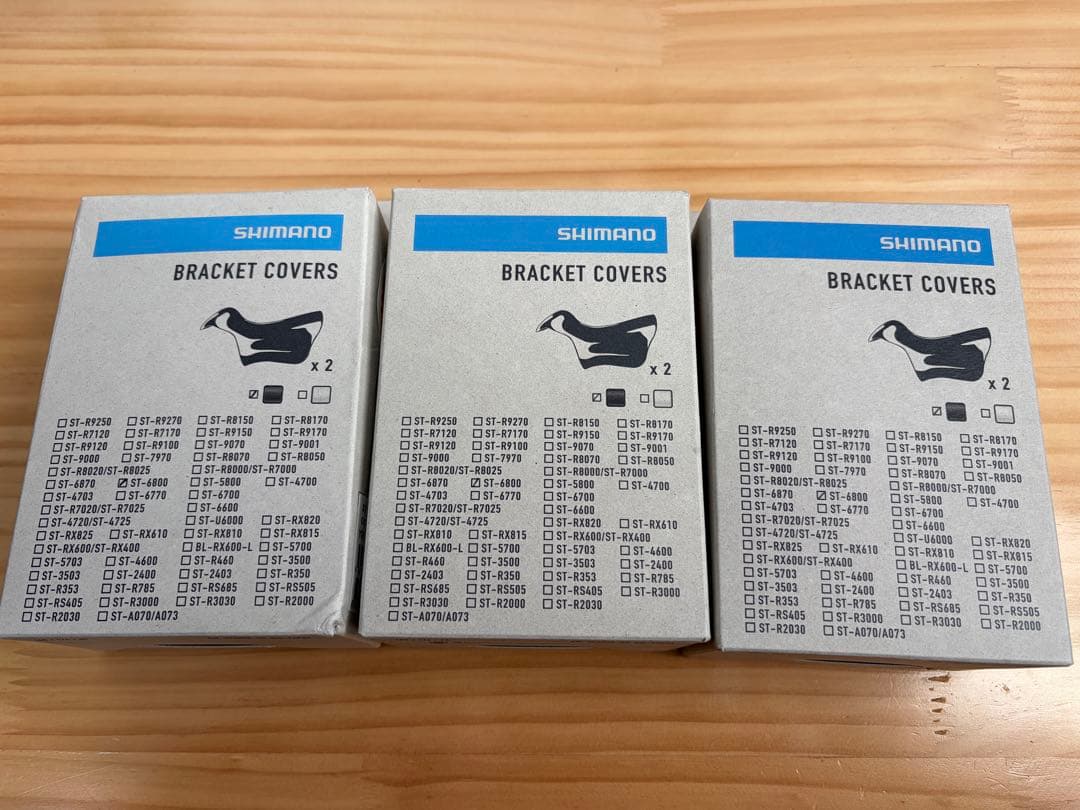 SHIMANO
BRACKET COVERS
x 2
☐ ST-R9250 ☐ ST-R9270 ☐ ST-R8150 ☐ ST-R8170
☐ ST-R7120 ☐ ST-R7170 ☐ ST-R9150 ☐ ST-R9170
☐ ST-R9120 ☐ ST-R9100 ☐ ST-9070 ☐ ST-9001
☐ ST-9000 ☐ ST-7970 ☐ ST-R8070 ☐ ST-R8050
☐ ST-R8020/ST-R8025 ☐ ST-R8000/ST-R7000
☐ ST-6870 ☑ ST-6800 ☐ ST-5800 ☐ ST-4700
☐ ST-4703 ☐ ST-6770 ☐ ST-6700
☐ ST-R7020/ST-R7025 ☐ ST-6600
☐ ST-4720/ST-4725 ☐ ST-U6000 ☐ ST-RX820
☐ ST-RX825 ☐ ST-RX610 ☐ ST-RX810 ☐ ST-RX815
☐ ST-RX600/ST-RX400 ☐ BL-RX600-L ☐ ST-5700
☐ ST-5703 ☐ ST-4600 ☐ ST-R460 ☐ ST-3500
☐ ST-3503 ☐ ST-2400 ☐ ST-2403 ☐ ST-R350
☐ ST-R353 ☐ ST-R785 ☐ ST-RS685 ☐ ST-RS505
☐ ST-RS405 ☐ ST-R3000 ☐ ST-R3030 ☐ ST-R2000
☐ ST-R2030 ☐ ST-A070/A073
SHIMANO
BRACKET COVERS
x 2
☐ ST-R9250 ☐ ST-R9270 ☐ ST-R8150 ☐ ST-R8170
☐ ST-R7120 ☐ ST-R7170 ☐ ST-R9150 ☐ ST-R9170
☐ ST-R9120 ☐ ST-R9100 ☐ ST-9070 ☐ ST-9001
☐ ST-9000 ☐ ST-7970 ☐ ST-R8070 ☐ ST-R8050
☐ ST-R8020/ST-R8025 ☐ ST-R8000/ST-R7000
☐ ST-6870 ☑ ST-6800 ☐ ST-5800 ☐ ST-4700
☐ ST-4703 ☐ ST-6770 ☐ ST-6700
☐ ST-R7020/ST-R7025 ☐ ST-6600
☐ ST-4720/ST-4725 ☐ ST-RX820 ☐ ST-RX610
☐ ST-RX810 ☐ ST-RX815 ☐ ST-RX600/ST-RX400
☐ BL-RX600-L ☐ ST-5700 ☐ ST-5703 ☐ ST-4600
☐ ST-R460 ☐ ST-3500 ☐ ST-3503 ☐ ST-2400
☐ ST-2403 ☐ ST-R350 ☐ ST-R353 ☐ ST-R785
☐ ST-RS685 ☐ ST-RS505 ☐ ST-RS405 ☐ ST-R3000
☐ ST-R3030 ☐ ST-R2000 ☐ ST-R2030
☐ ST-A070/A073
SHIMANO
BRACKET COVERS
x 2
☐ ST-R9250 ☐ ST-R9270 ☐ ST-R8150 ☐ ST-R8170
☐ ST-R7120 ☐ ST-R7170 ☐ ST-R9150 ☐ ST-R9170
☐ ST-R9120 ☐ ST-R9100 ☐ ST-9070 ☐ ST-9001
☐ ST-9000 ☐ ST-7970 ☐ ST-R8070 ☐ ST-R8050
☐ ST-R8020/ST-R8025 ☐ ST-R8000/ST-R7000
☐ ST-6870 ☑ ST-6800 ☐ ST-5800 ☐ ST-4700
☐ ST-4703 ☐ ST-6770 ☐ ST-6700
☐ ST-R7020/ST-R7025 ☐ ST-6600
☐ ST-4720/ST-4725 ☐ ST-U6000 ☐ ST-RX820
☐ ST-RX825 ☐ ST-RX610 ☐ ST-RX810 ☐ ST-RX815
☐ ST-RX600/ST-RX400 ☐ BL-RX600-L ☐ ST-5700
☐ ST-5703 ☐ ST-4600 ☐ ST-R460 ☐ ST-3500
☐ ST-3503 ☐ ST-2400 ☐ ST-2403 ☐ ST-R350
☐ ST-R353 ☐ ST-R785 ☐ ST-RS685 ☐ ST-RS505
☐ ST-RS405 ☐ ST-R3000 ☐ ST-R3030 ☐ ST-R2000
☐ ST-R2030 ☐ ST-A070/A073